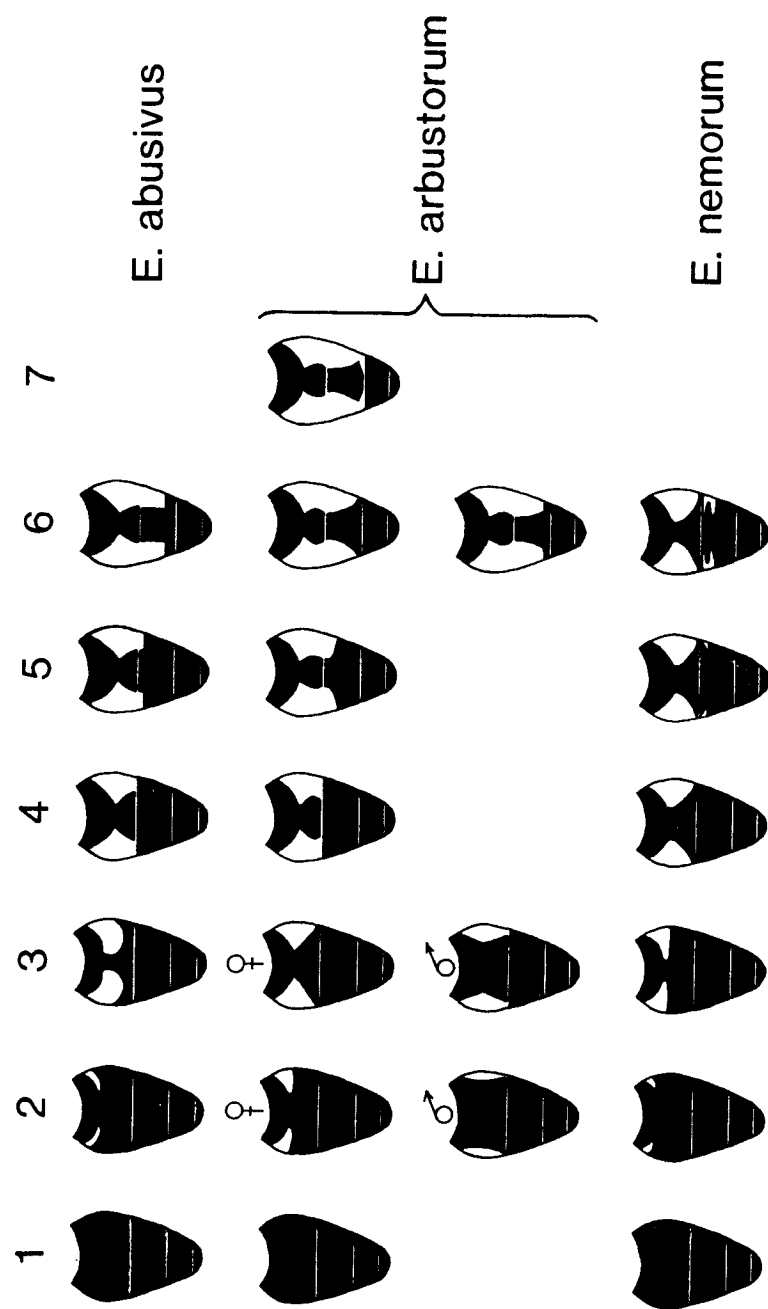 1 2 3 4 5 6 7
E. abusivus
♀ ♀
E. arbustorum
♂ ♂
E. nemorum